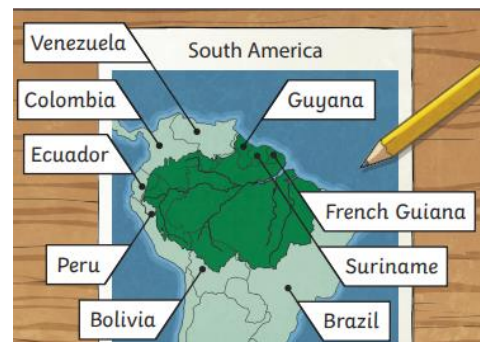 South America
Venezuela
Colombia
Guyana
Ecuador
French Guiana
Peru
Suriname
Bolivia
Brazil